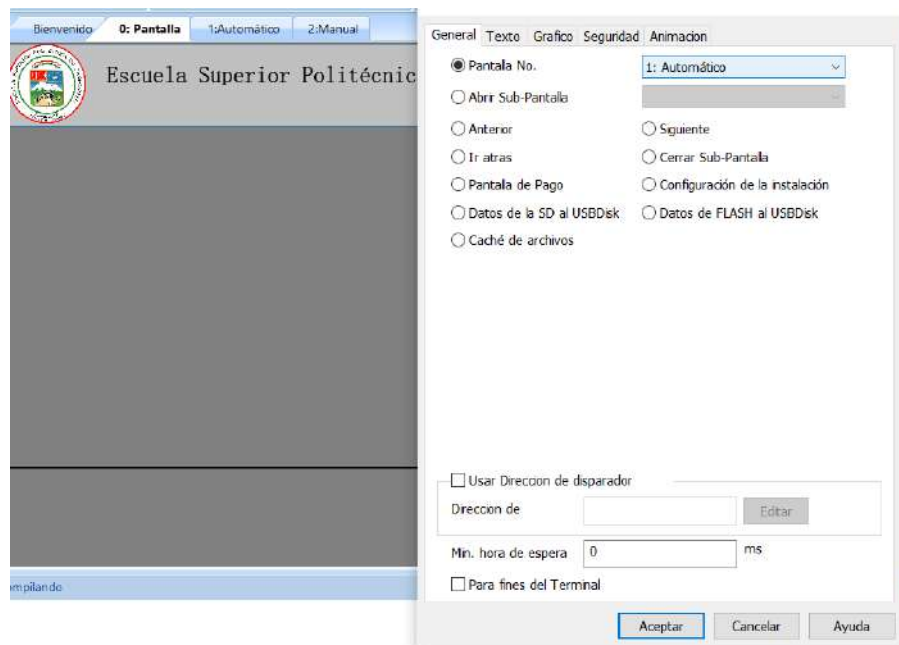 Bienvenido
0: Pantalla
1:Automático
2:Manual
Escuela Superior Politécnic
ompilando
General
Texto
Grafico
Seguridad
Animacion
Pantalla No.
1: Automático
Abrir Sub-Pantalla
Anterior
Siguiente
Ir atras
Cerrar Sub-Pantalla
Pantalla de Pago
Configuración de la instalación
Datos de la SD al USBDisk
Datos de FLASH al USBDisk
Caché de archivos
Usar Direccion de disparador
Direccion de
Editar
Min. hora de espera
0
ms
Para fines del Terminal
Aceptar
Cancelar
Ayuda